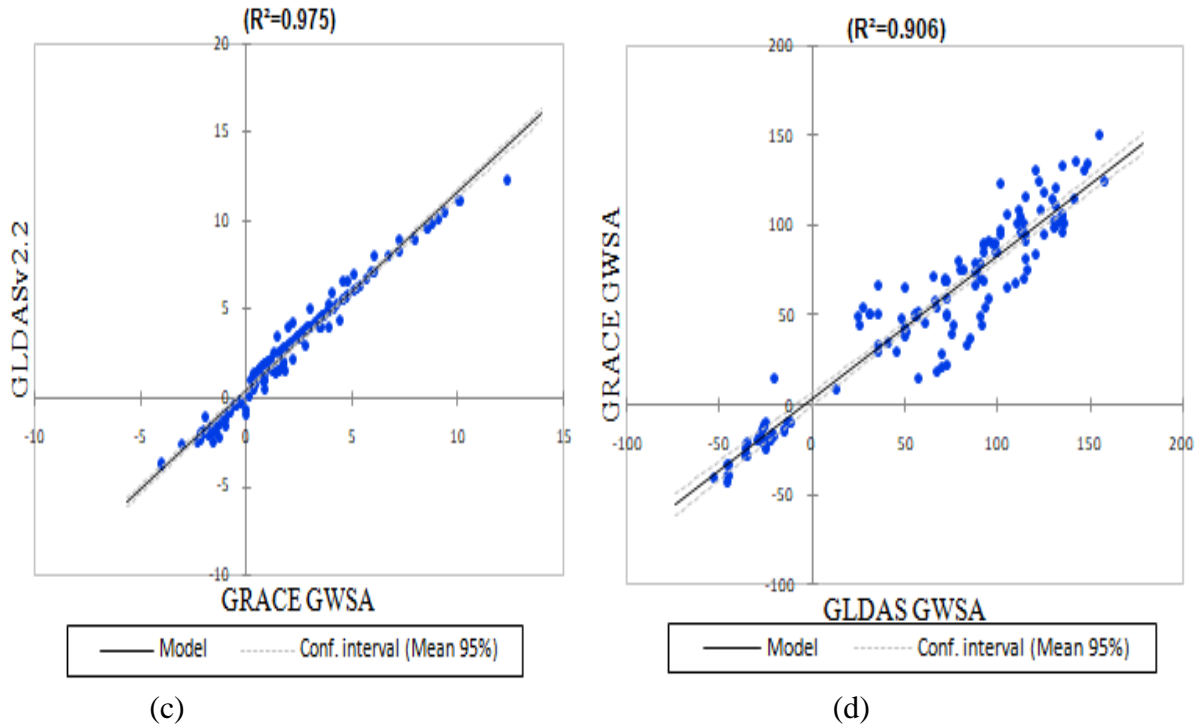 (R²=0.975)
20
15
10
5
0
-5
-10
-10
-5
0
5
10
15
GLDASv2.2
GRACE GWSA
Model
Conf. interval (Mean 95%)
(c)
(R²=0.906)
200
150
100
50
0
-50
-100
-100
-50
0
50
100
150
200
GRACE GWSA
GLDAS GWSA
Model
Conf. interval (Mean 95%)
(d)